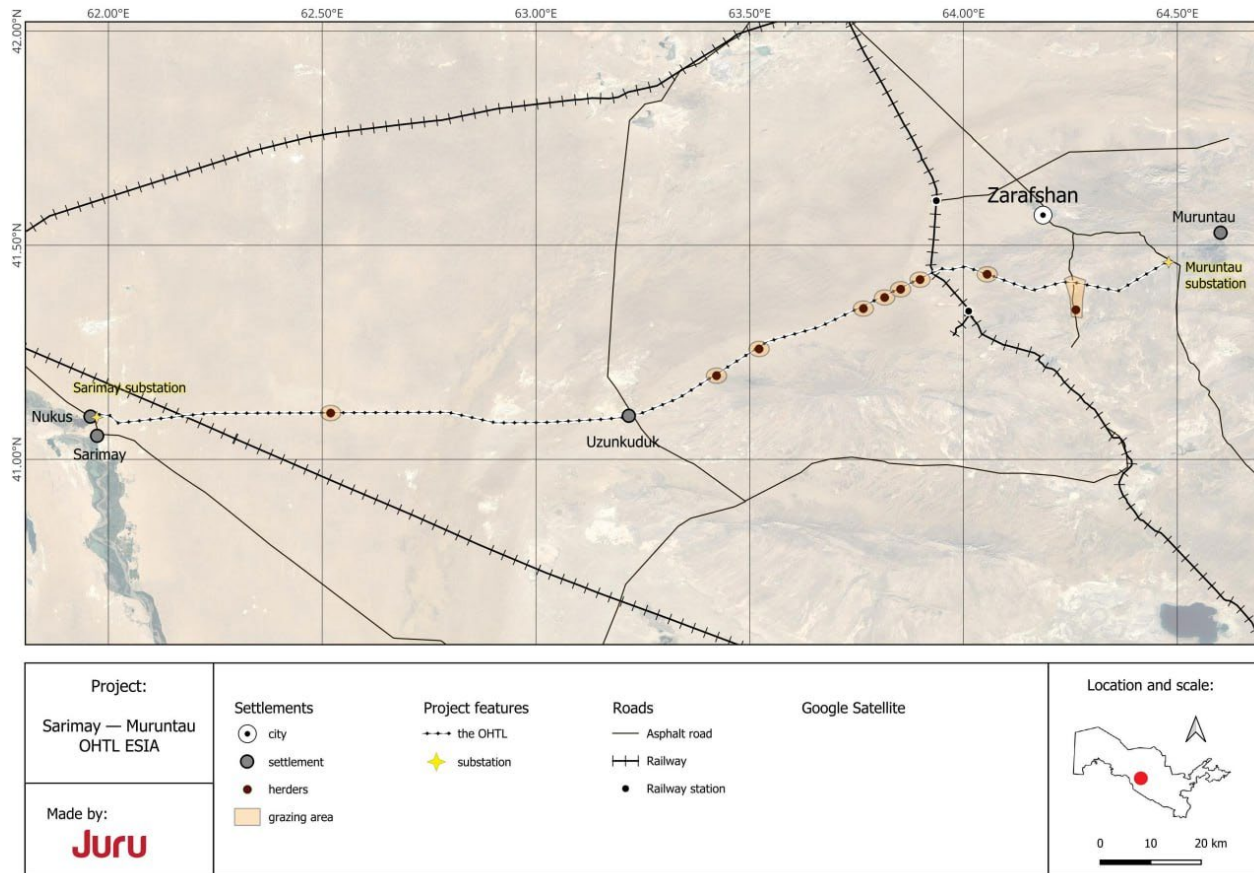 62.00°E
62.50°E
63.00°E
63.50°E
64.00°E
64.50°E
42.00°N
41.50°N
41.00°N
Zarafshan
Muruntau
Muruntau
substation
Sarimay substation
Nukus
Sarimay
Uzunkuduk
Project:
Sarimay — Muruntau
OHTL ESIA
Made by:
Juru
Settlements
city
settlement
herders
grazing area
Project features
the OHTL
substation
Roads
Asphalt road
Railway
Railway station
Google Satellite
Location and scale:
0 10 20 km